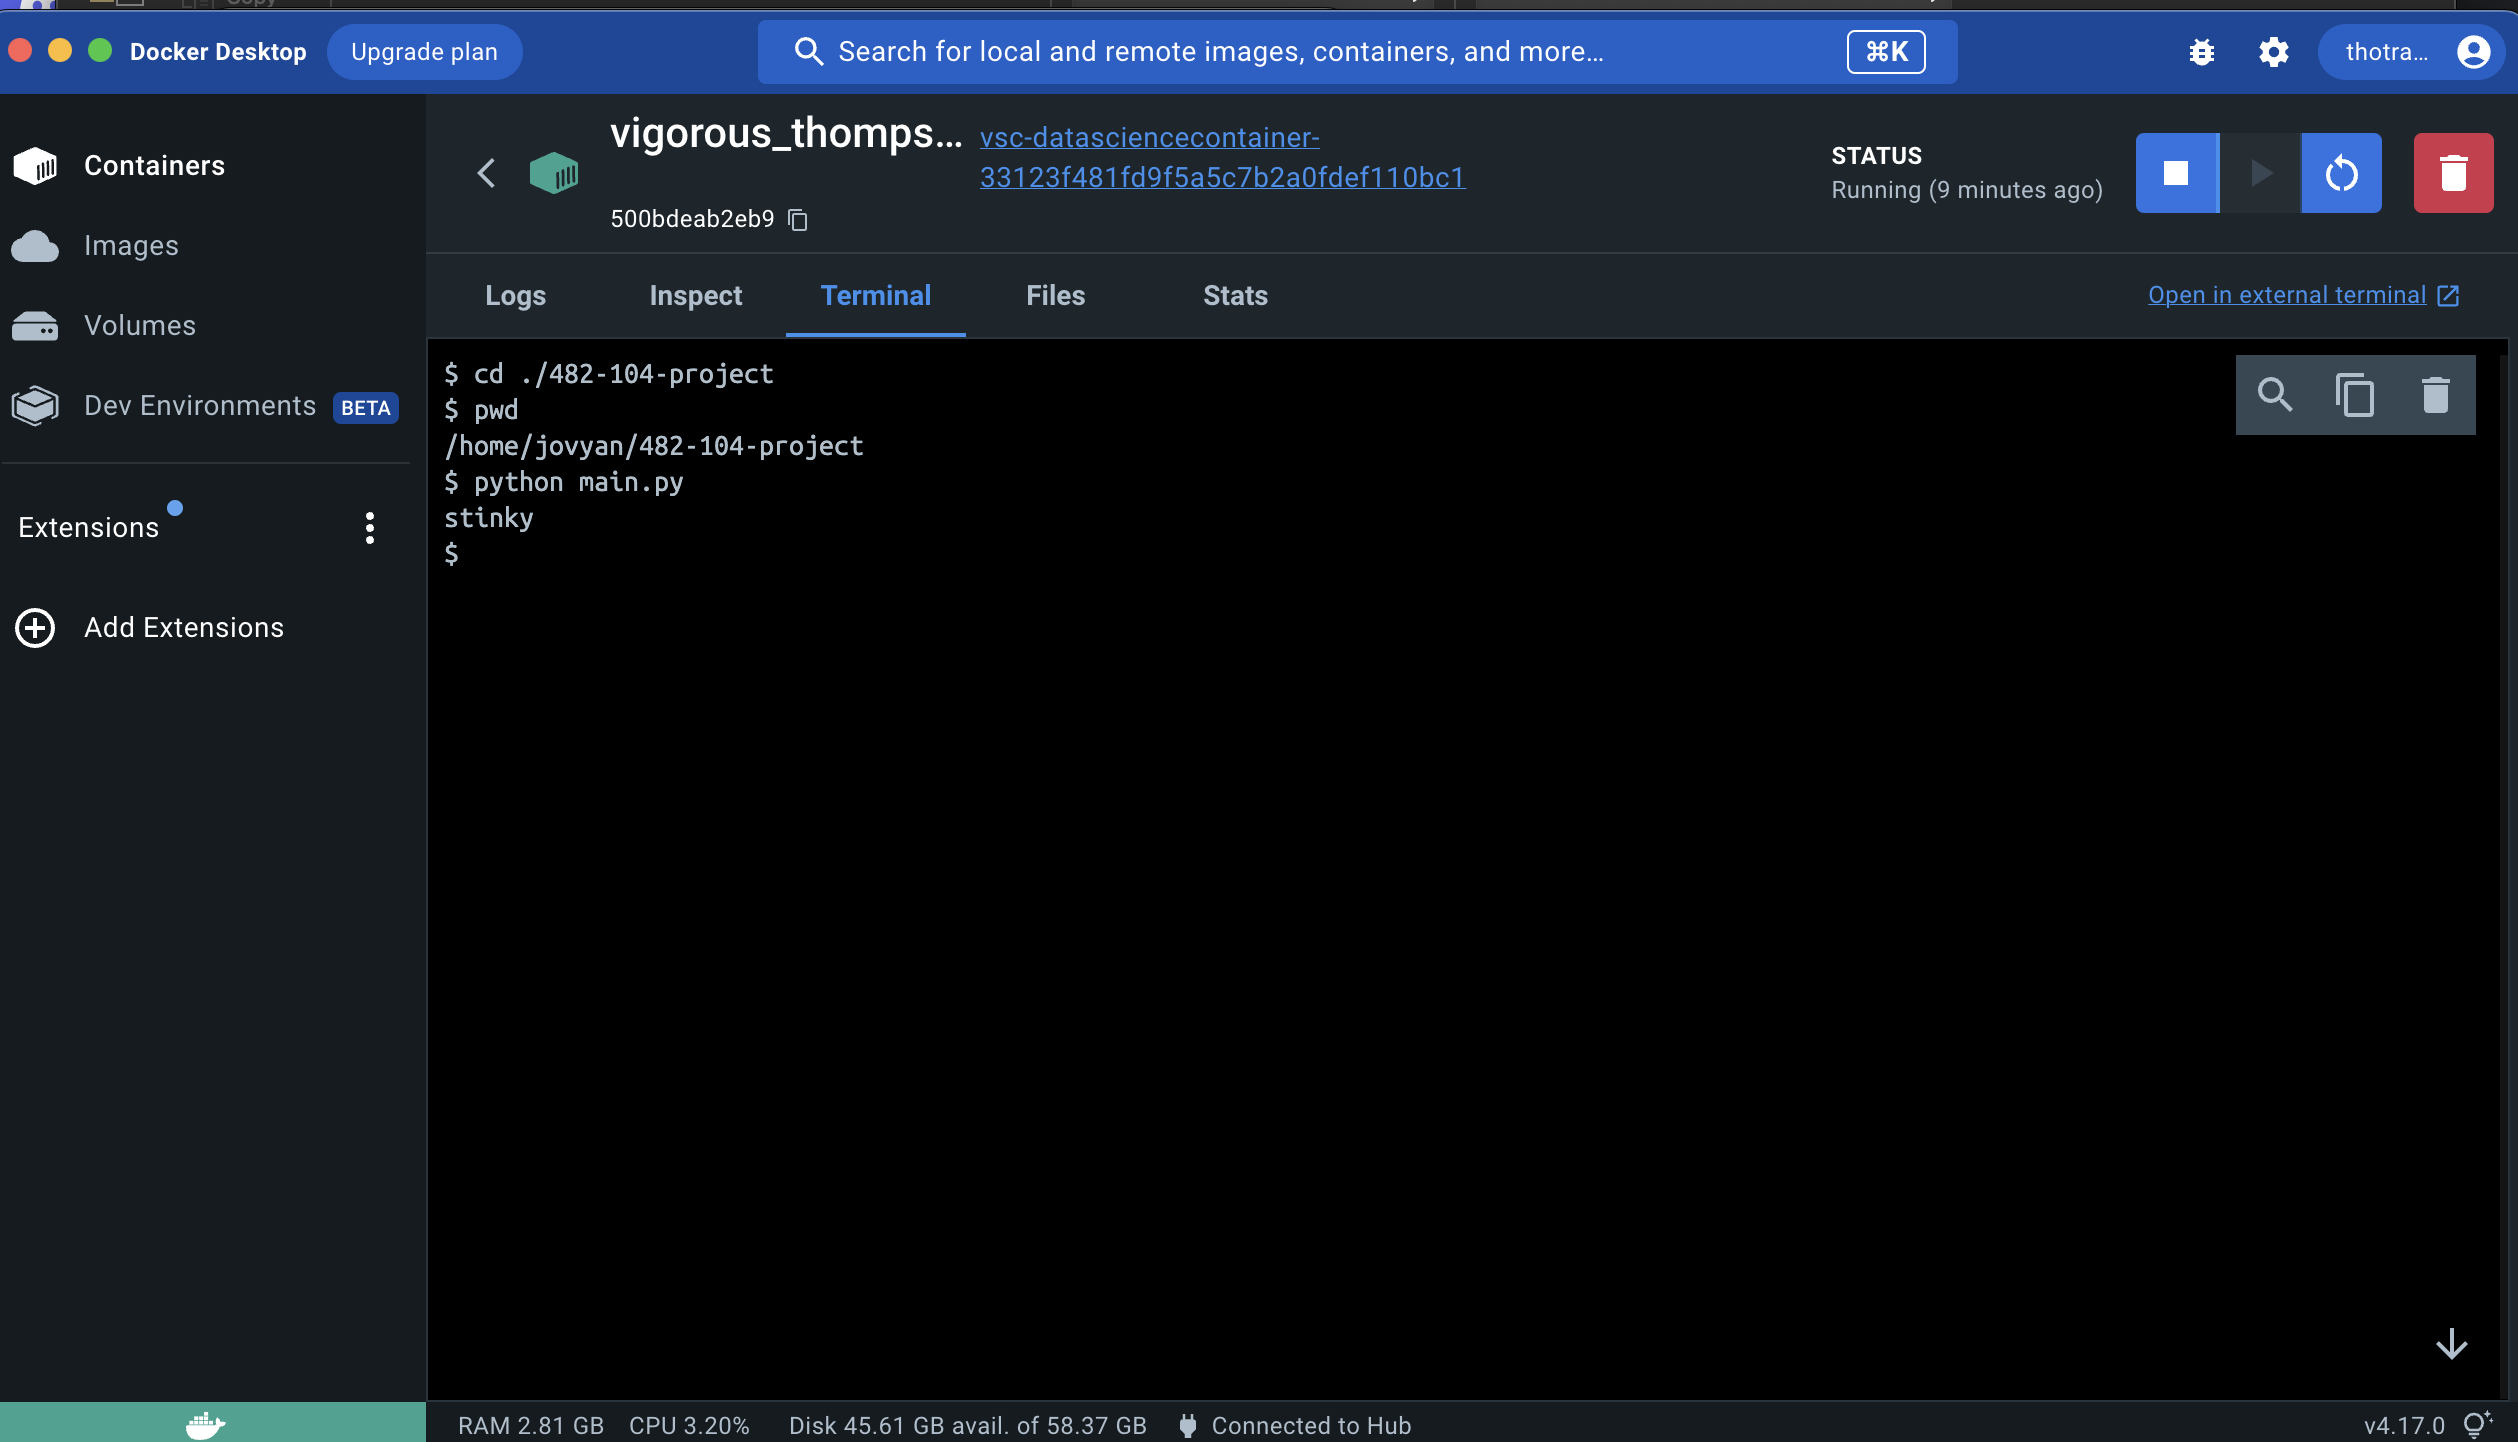 Docker Desktop
Upgrade plan
Search for local and remote images, containers, and more...
⌘K
thotra...
Containers
Images
Volumes
Dev Environments BETA
Extensions
Add Extensions
vigorous_thomps...
vsc-datasciencecontainer-
33123f481fd9f5a5c7b2a0fdef110bc1
500bdeab2eb9
STATUS
Running (9 minutes ago)
Logs Inspect Terminal Files Stats
Open in external terminal
$ cd ./482-104-project
$ pwd
/home/jovyan/482-104-project
$ python main.py
stinky
$
RAM 2.81 GB CPU 3.20% Disk 45.61 GB avail. of 58.37 GB Connected to Hub
v4.17.0